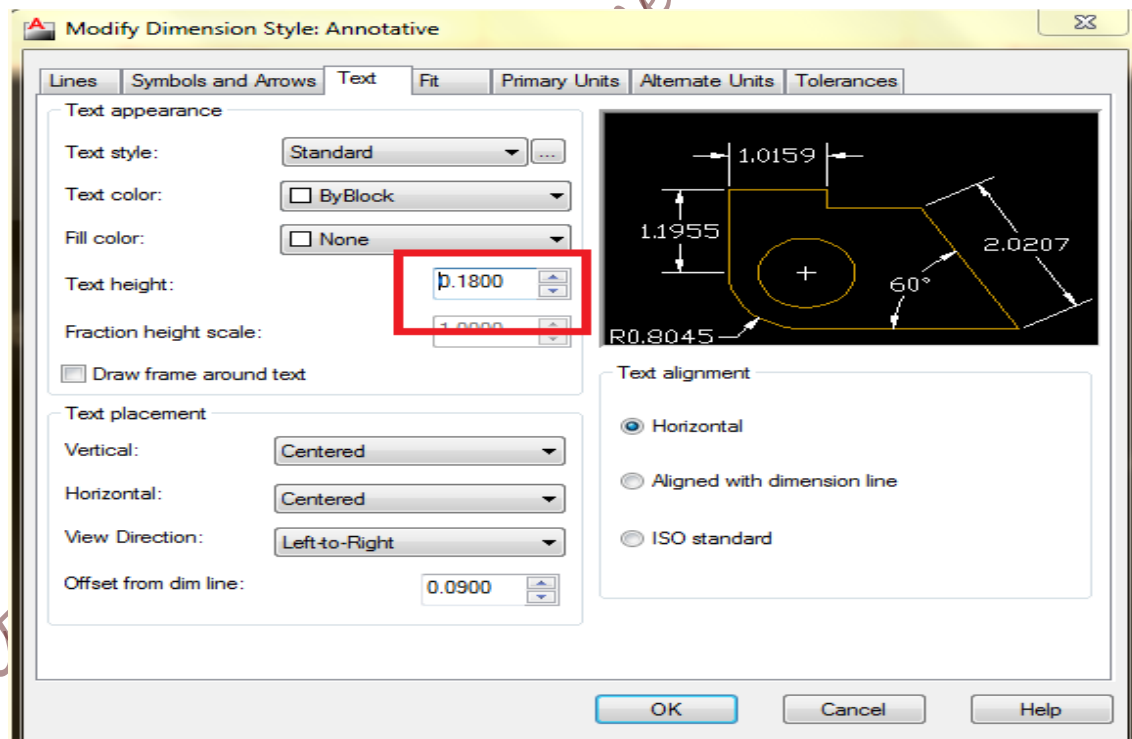 Modify Dimension Style: Annotative
Lines
Symbols and Arrows
Text
Fit
Primary Units
Alternate Units
Tolerances
Text appearance
Text style:
Standard
...
Text color:
ByBlock
Fill color:
None
Text height:
0.1800
Fraction height scale:
1.0000
Draw frame around text
Text placement
Vertical:
Centered
Horizontal:
Centered
View Direction:
Left-to-Right
Offset from dim line:
0.0900
1.0159
1.1955
2.0207
60°
R0.8045
Text alignment
Horizontal
Aligned with dimension line
ISO standard
OK
Cancel
Help